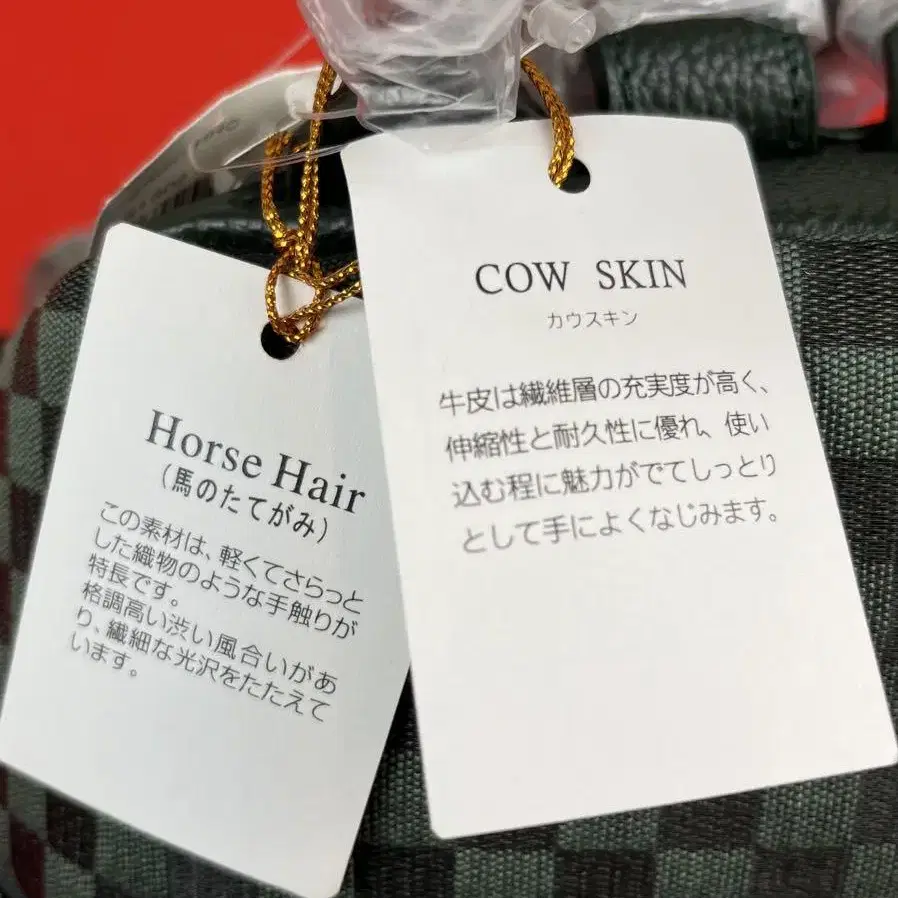 Horse Hair
(馬のたてがみ)
この素材は、軽くてさらっと
した織物のような手触りが
特長です。
格調高い渋い風合いがあ
り、繊細な光沢をたたえて
います。
COW SKIN
カウスキン
牛皮は繊維層の充実度が高く、
伸縮性と耐久性に優れ、使い
込む程に魅力がでてしっとり
として手によくなじみます。